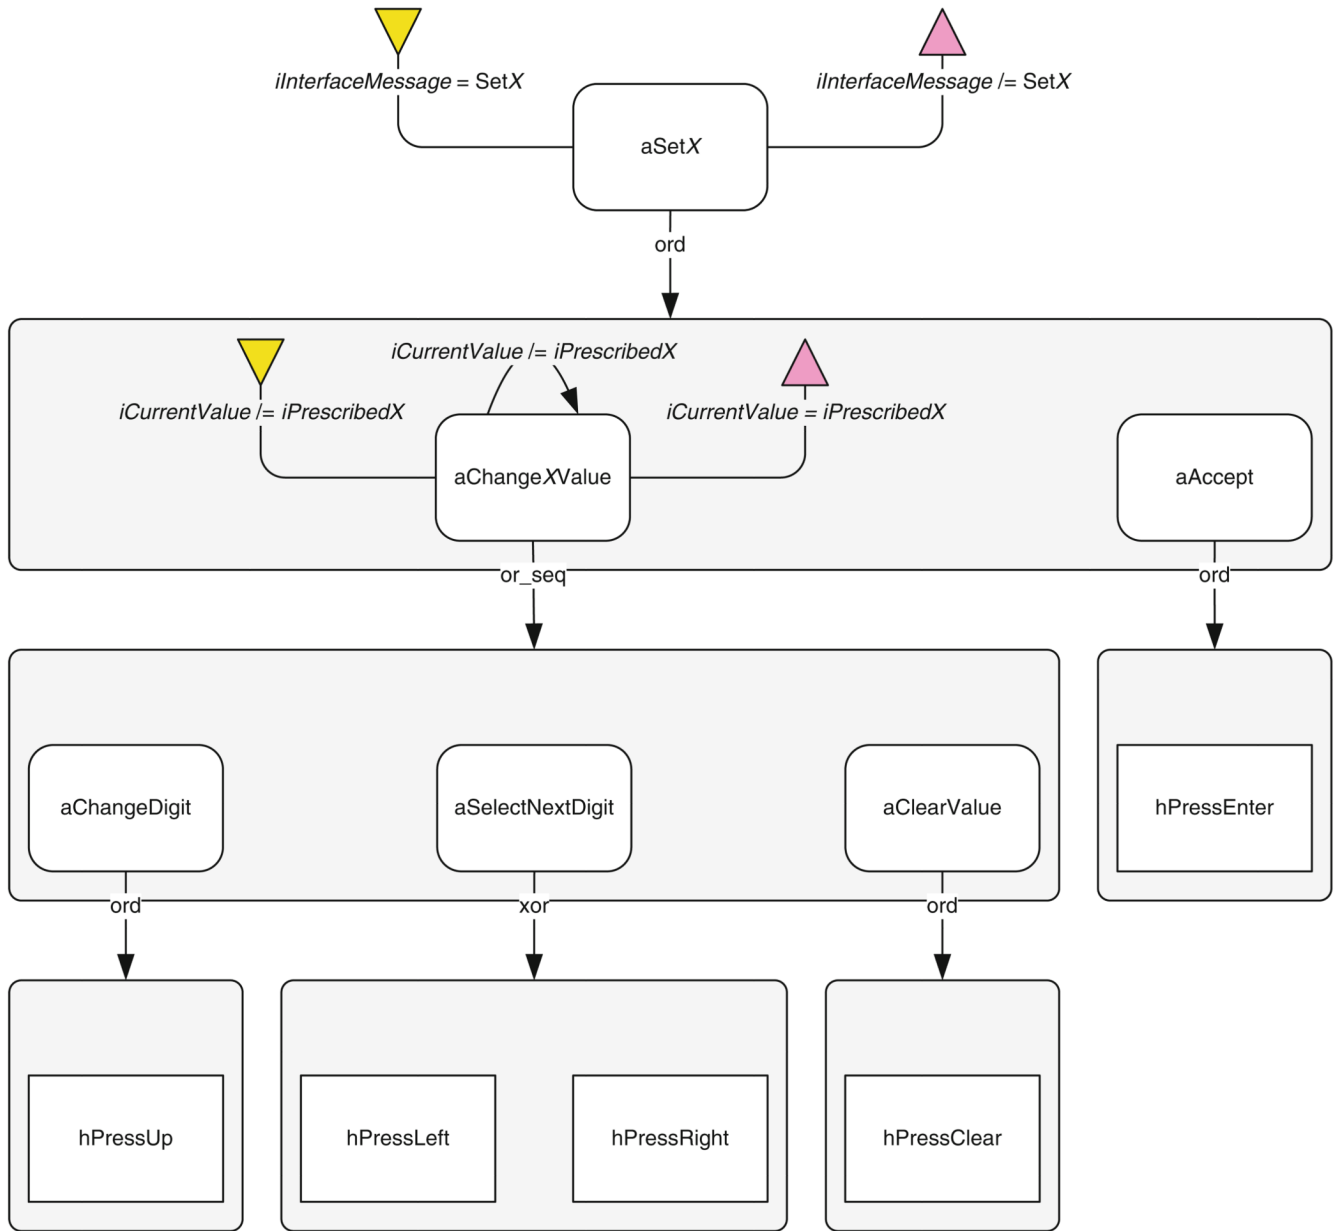 iInterfaceMessage = SetX
iInterfaceMessage /= SetX
aSetX
ord
iCurrentValue /= iPrescribedX
iCurrentValue /= iPrescribedX
iCurrentValue = iPrescribedX
aChangeXValue
aAccept
or_seq
ord
aChangeDigit
aSelectNextDigit
aClearValue
hPressEnter
ord
xor
ord
hPressUp
hPressLeft
hPressRight
hPressClear